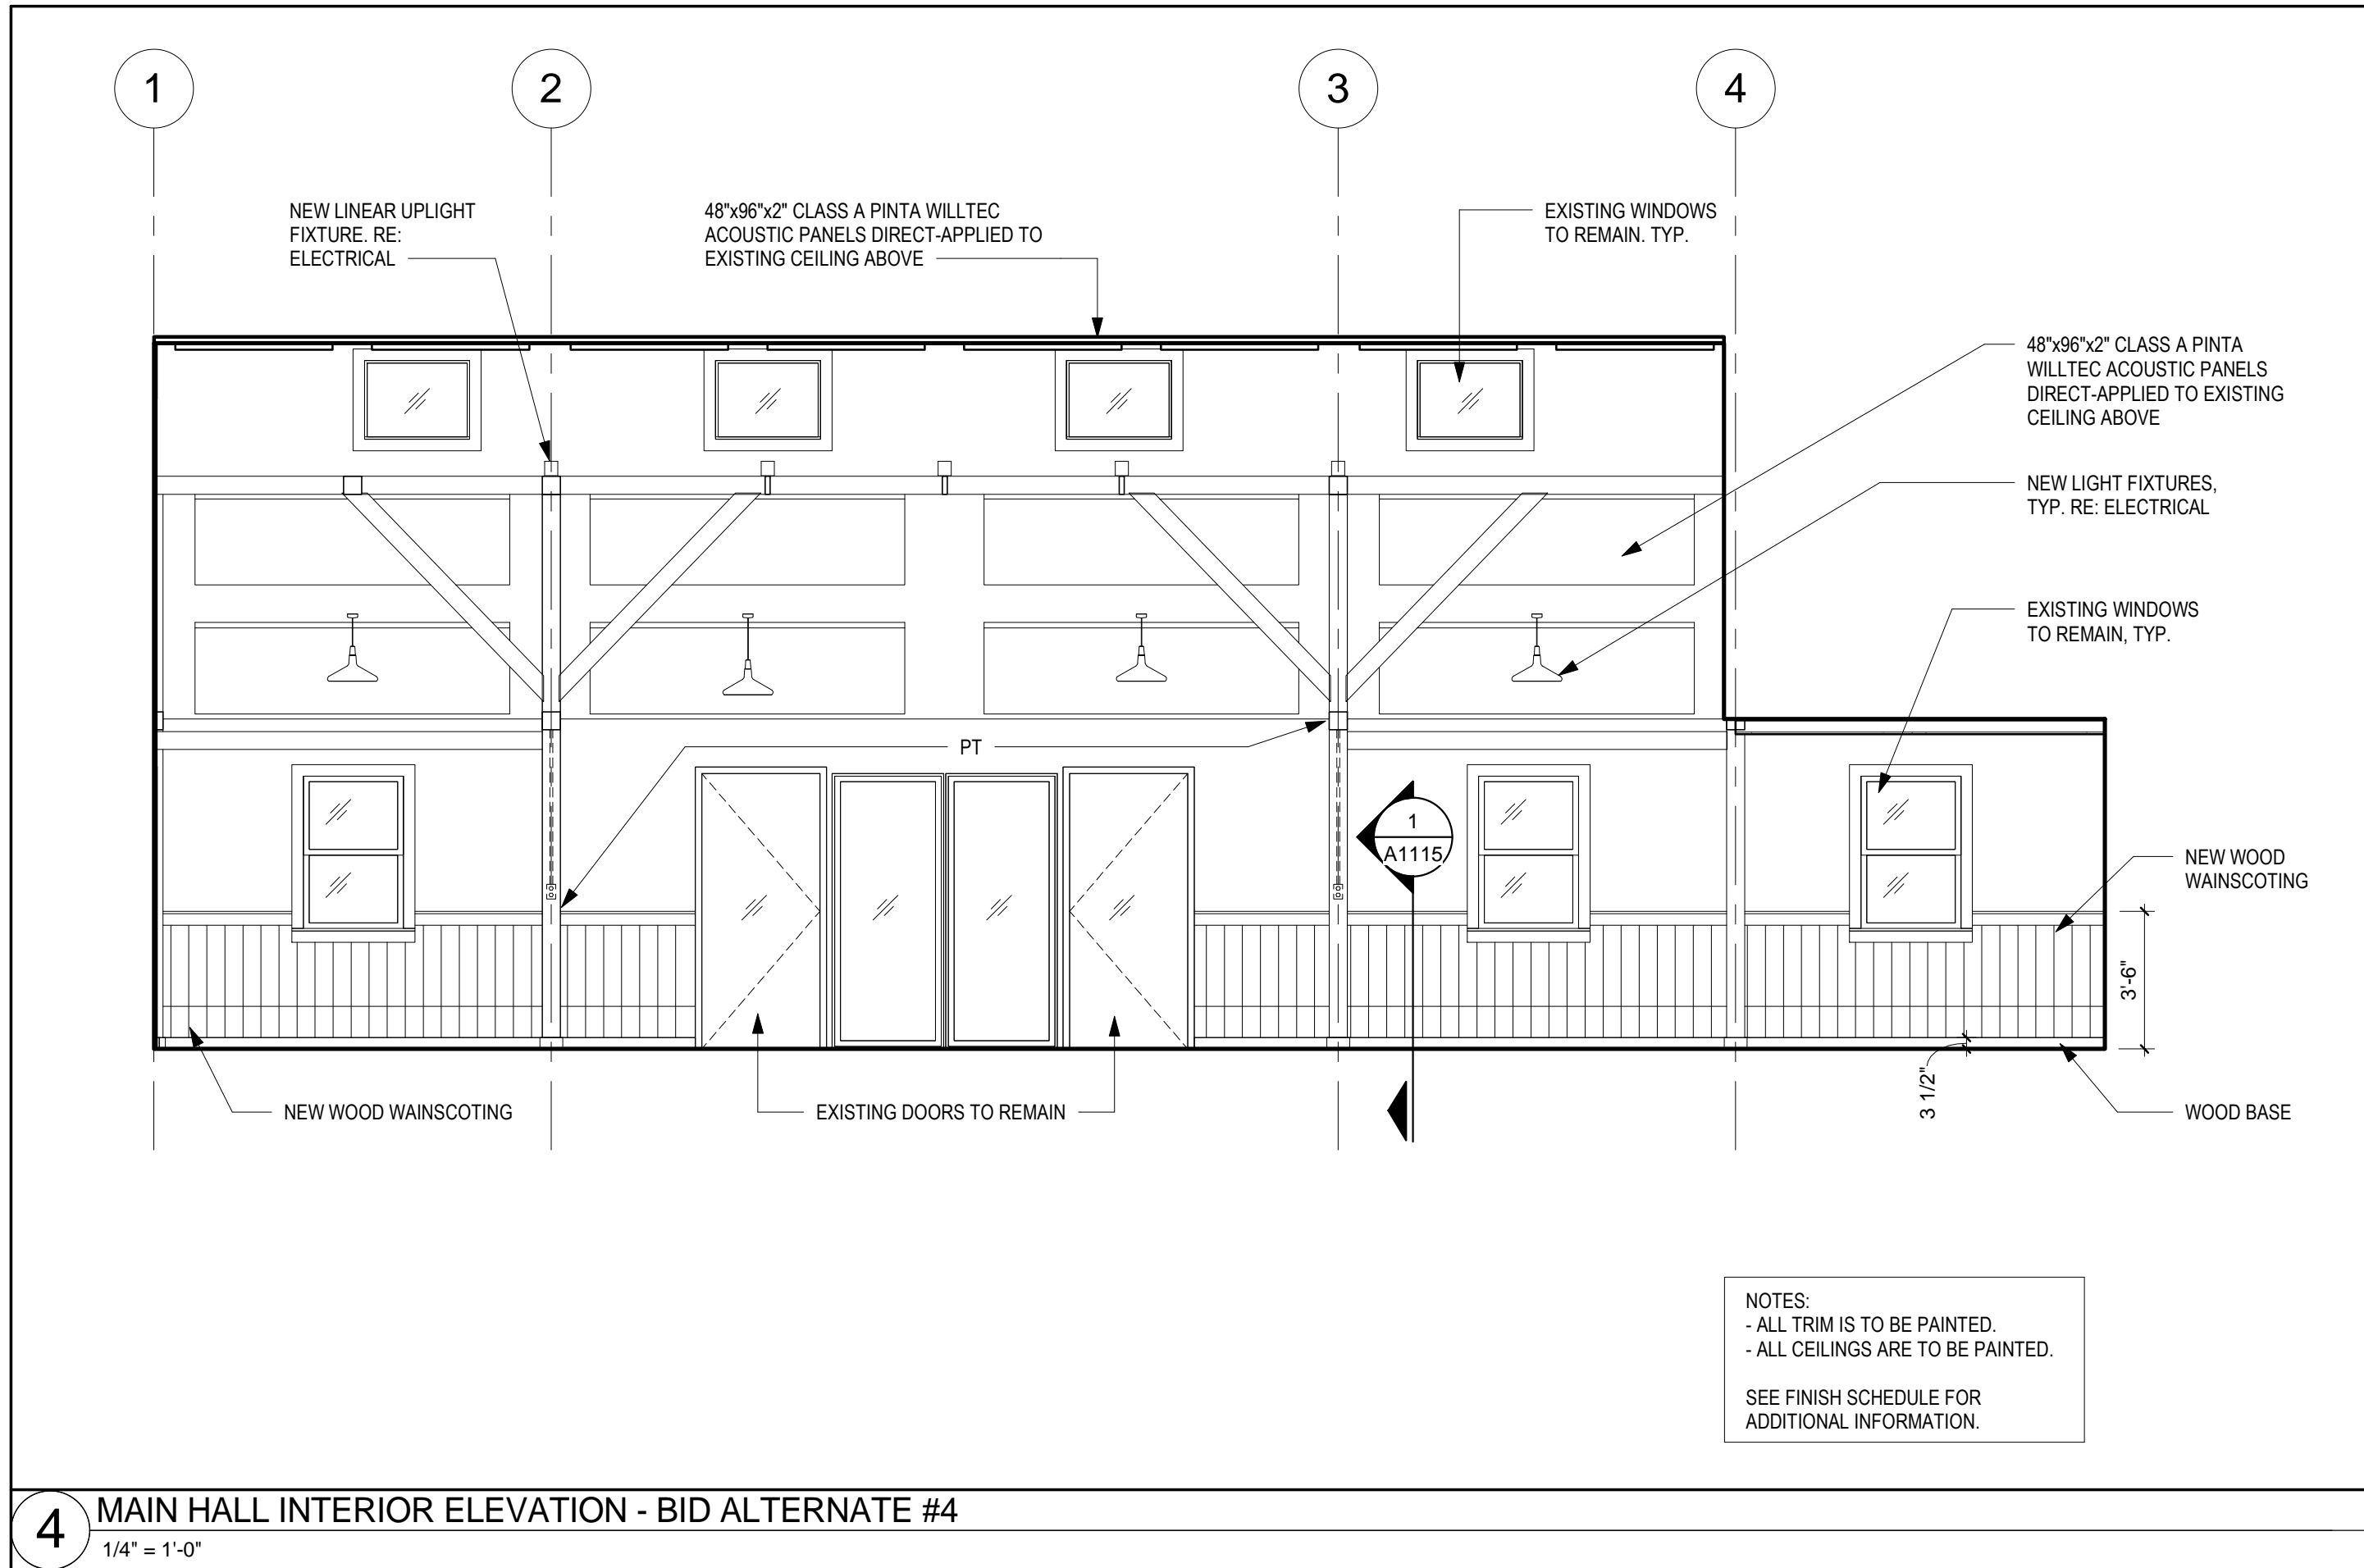 1
2
3
4
NEW LINEAR UPLIGHT
FIXTURE. RE:
ELECTRICAL
48"x96"x2" CLASS A PINTA WILLTEC
ACOUSTIC PANELS DIRECT-APPLIED TO
EXISTING CEILING ABOVE
EXISTING WINDOWS
TO REMAIN. TYP.
48"x96"x2" CLASS A PINTA
WILLTEC ACOUSTIC PANELS
DIRECT-APPLIED TO EXISTING
CEILING ABOVE
NEW LIGHT FIXTURES,
TYP. RE: ELECTRICAL
EXISTING WINDOWS
TO REMAIN, TYP.
PT
1
A1115
NEW WOOD
WAINSCOTING
3'-6"
3 1/2"
NEW WOOD WAINSCOTING
EXISTING DOORS TO REMAIN
WOOD BASE
NOTES:
- ALL TRIM IS TO BE PAINTED.
- ALL CEILINGS ARE TO BE PAINTED.
SEE FINISH SCHEDULE FOR
ADDITIONAL INFORMATION.
4
MAIN HALL INTERIOR ELEVATION - BID ALTERNATE #4
1/4" = 1'-0"